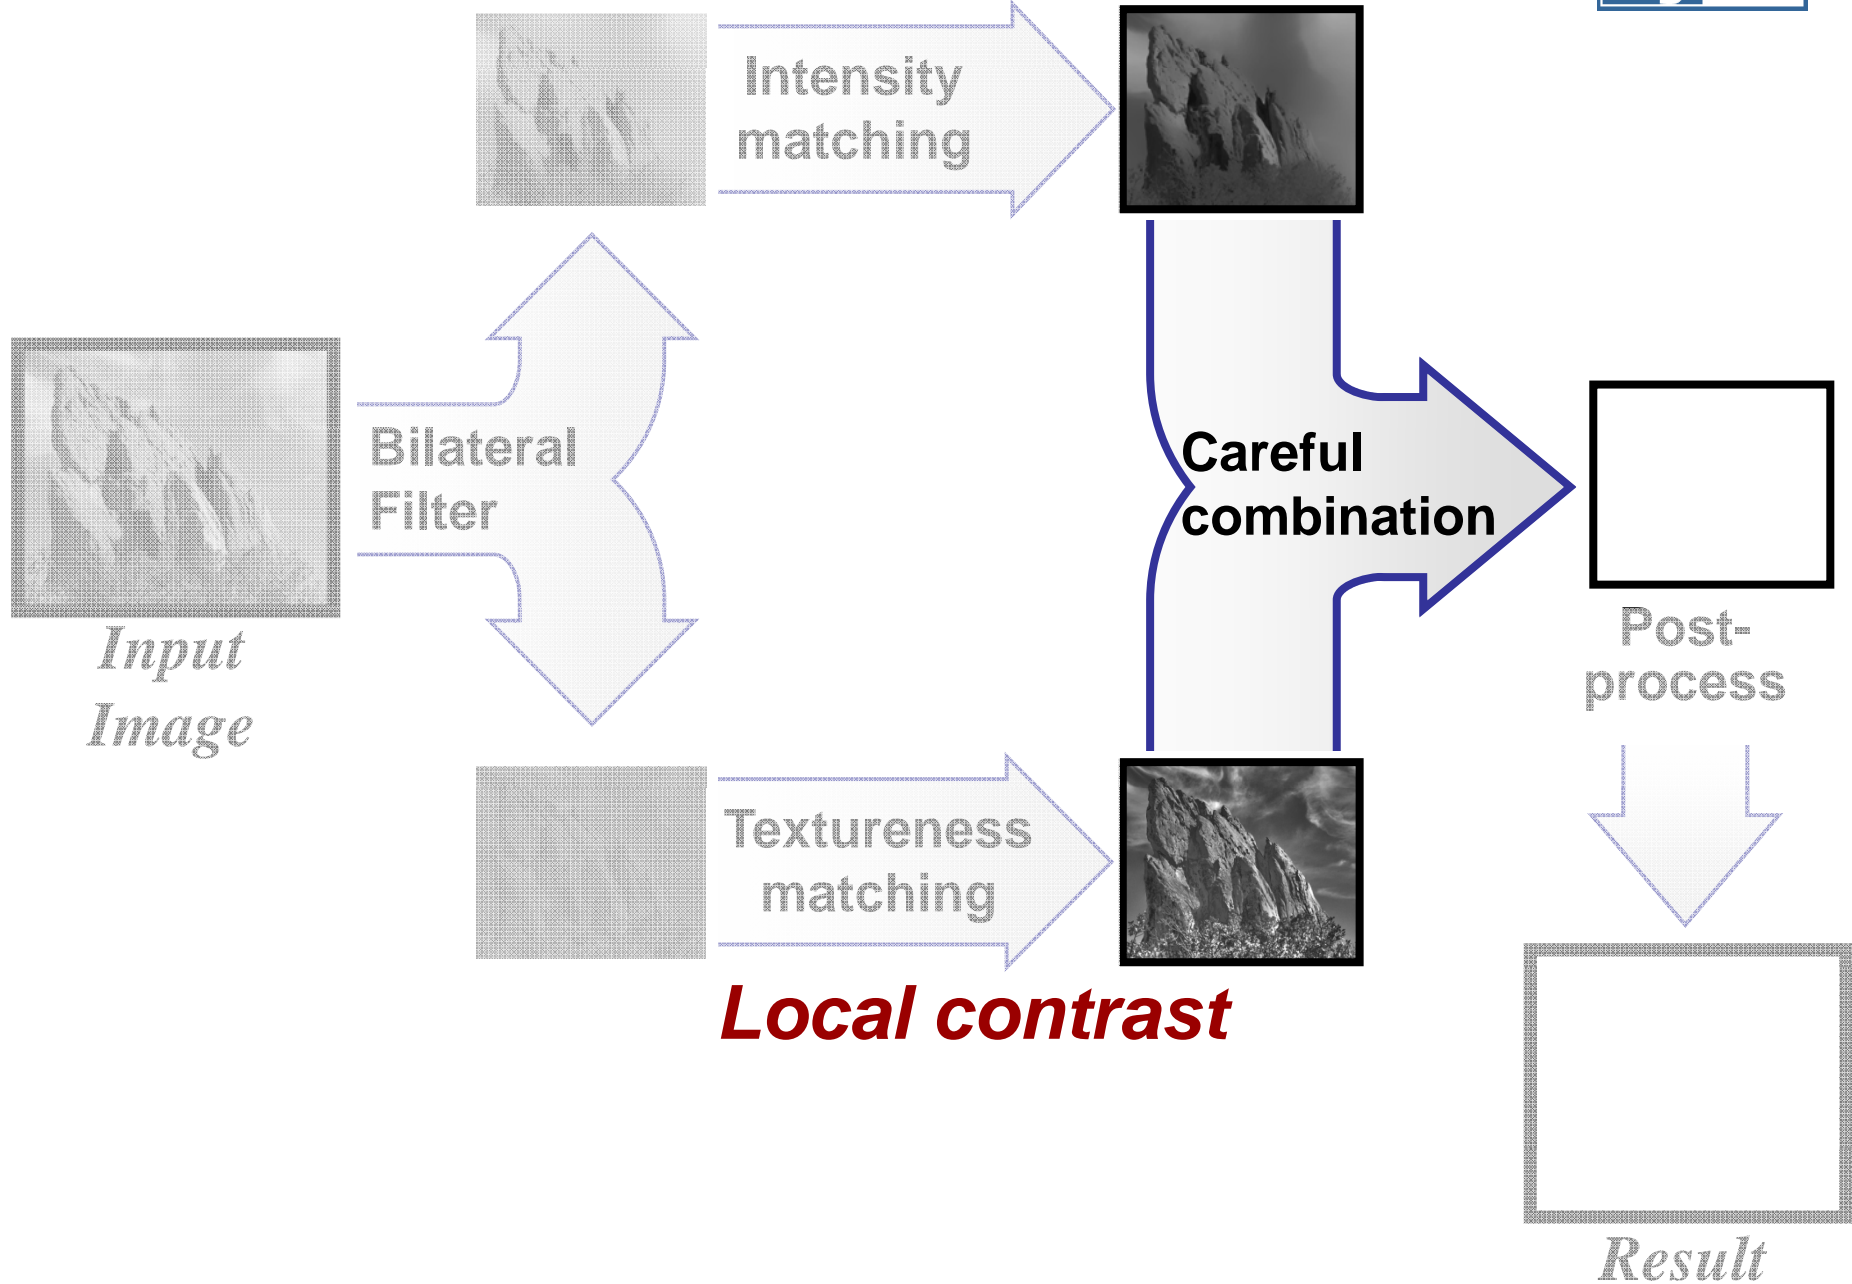 Intensity
matching
Bilateral
Filter
Careful
combination
Input
Image
Post-
process
Textureness
matching
Local contrast
Result